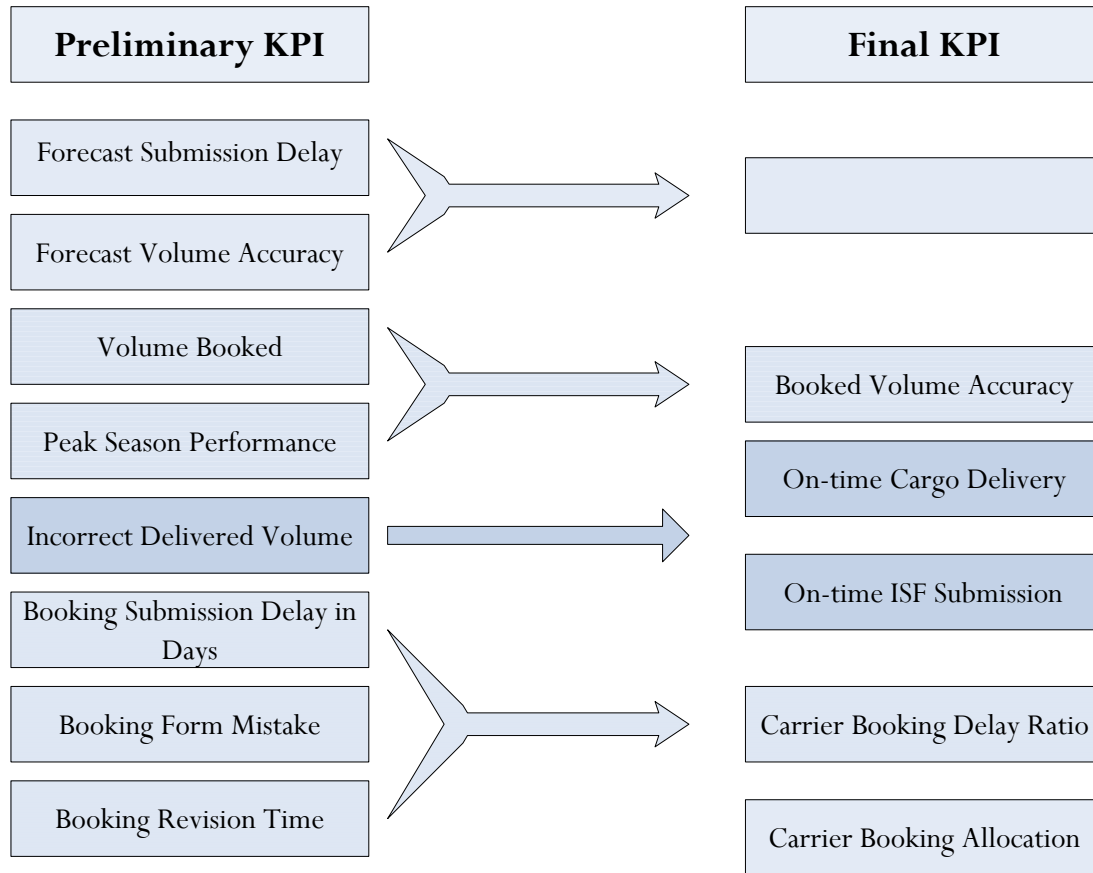 Preliminary KPI
Final KPI
Forecast Submission Delay
Forecast Volume Accuracy
Volume Booked
Booked Volume Accuracy
Peak Season Performance
On-time Cargo Delivery
Incorrect Delivered Volume
On-time ISF Submission
Booking Submission Delay in
Days
Booking Form Mistake
Carrier Booking Delay Ratio
Booking Revision Time
Carrier Booking Allocation